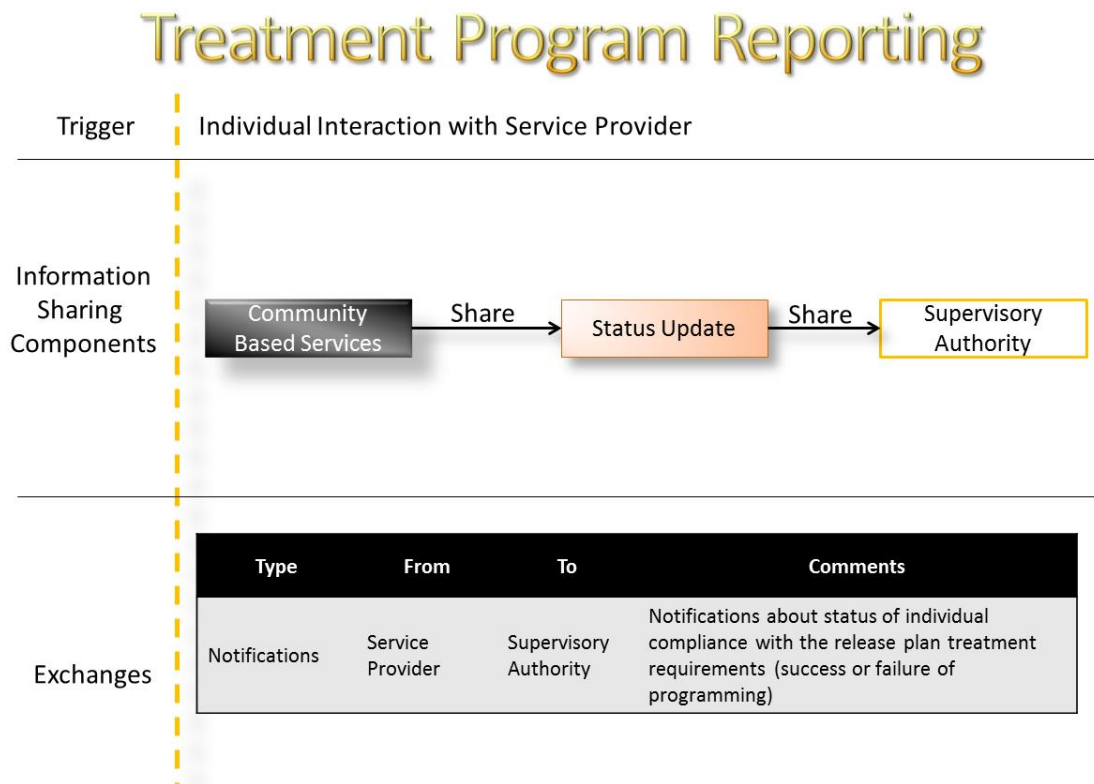 Treatment Program Reporting
Trigger
Individual Interaction with Service Provider
Information
Sharing
Components
Community
Based Services
Share
Status Update
Share
Supervisory
Authority
Exchanges
Type From To Comments
Notifications
Service
Provider
Supervisory
Authority
Notifications about status of individual
compliance with the release plan treatment
requirements (success or failure of
programming)